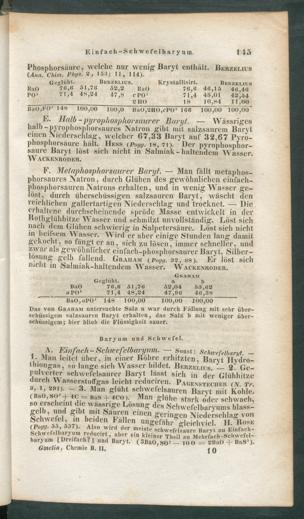 Einfach-Schwefelbaryum. 145
Phosphorsäure, welche nur wenig Baryt enthält. BERZELIUS
(Ann. Chim. Phys. 2, 153; 11, 114).
Geglüht. BERZELIUS. Krystallisirt. BERZELIUS
BaO 76,6 51,76 52,2 BaO 76,6 46,15 46,46
PO⁵ 71,4 48,24 47,8 cPO⁵ 71,4 43,01 42,54
2HO 18 10,84 11,00
BaO,PO⁵ 148 100,00 100,0 BaO,2HO,cPO⁵ 166 100,00 100,00
E. Halb-pyrophosphorsaurer Baryt. — Wässriges
halb-pyrophosphorsaures Natron gibt mit salzsaurem Baryt
einen Niederschlag, welcher 67,33 Baryt auf 32,67 Pyro-
phosphorsäure hält. HESS (Pogg. 18, 71). Der pyrophosphor-
saure Baryt löst sich nicht in Salmiak-haltendem Wasser.
WACKENRODER.
F. Metaphosphorsaurer Baryt. — Man fällt metaphos-
phorsaures Natron, durch Glühen des gewöhnlichen einfach-
phosphorsauren Natrons erhalten, und in wenig Wasser ge-
löst, durch überschüssigen salzsauren Baryt, wäscht den
reichlichen gallertartigen Niederschlag und trocknet. — Die
erhaltene durchscheinende spröde Masse entwickelt in der
Rothglühhitze Wasser und schmilzt unvollständig. Löst sich
nach dem Glühen schwierig in Salpetersäure. Löst sich nicht
in heißem Wasser. Wird er aber einige Stunden lang damit
gekocht, so fängt er an, sich zu lösen, immer schneller, und
zwar als gewöhnlicher einfach-phosphorsaurer Baryt, Silber-
lösung gelb fällend. GRAHAM (Pogg. 32, 68). Er löst sich
nicht in Salmiak-haltendem Wasser. WACKENRODER.
GRAHAM
Geglüht. a b
BaO 76,6 51,76 52,04 53,62
aPO⁵ 71,4 48,24 47,96 46,38
BaO,aPO⁵ 148 100,00 100,00 100,00
Das von GRAHAM untersuchte Salz a war durch Fällung mit sehr über-
schüssigem salzsauren Baryt erhalten, das Salz b mit weniger über-
schüssigem; hier blieb die Flüssigkeit sauer.
Baryum und Schwefel.
A. Einfach-Schwefelbaryum. — Sonst: Schwefelbaryt. —
1. Man leitet über, in einer Röhre erhitzten, Baryt Hydro-
thiongas, so lange sich Wasser bildet. BERZELIUS. — 2. Ge-
pulverter schwefelsaurer Baryt lässt sich in der Glühhitze
durch Wasserstoffgas leicht reduciren. PAGENSTECHER (N. Tr.
3, 1, 291). — 3. Man glüht schwefelsauren Baryt mit Kohle.
(BaO,SO³ + 4C = BaS + 4CO). Man glühe stark oder schwach,
so erscheint die wässrige Lösung des Schwefelbaryums blass-
gelb, und gibt mit Säuren einen geringen Niederschlag von
Schwefel, in beiden Fällen ungefähr gleichviel. H. ROSE
(Pogg. 55, 537). Also wird der meiste schwefelsaure Baryt zu Einfach-
Schwefelbaryum reducirt, aber ein kleiner Theil zu Mehrfach-Schwefel-
baryum [Dreifach?] und Baryt.
Gmelin, Chemie B. II. 10